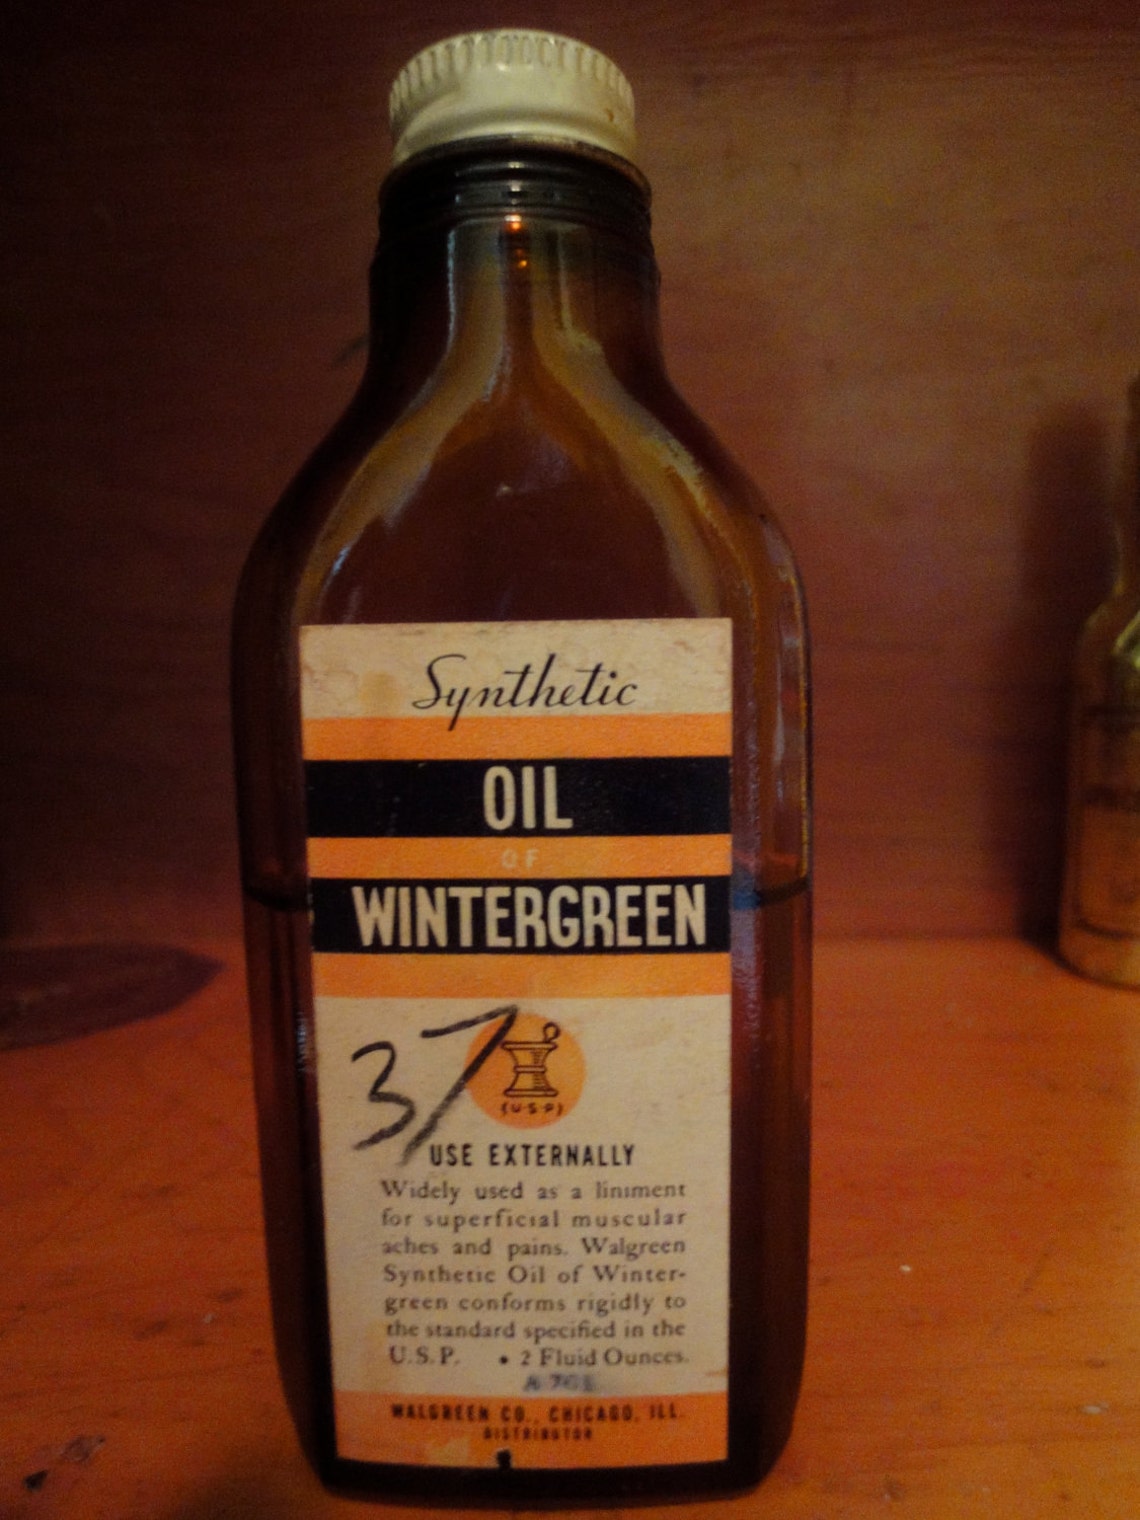 Synthetic
OIL
OF
WINTERGREEN
37
(U·S·P)
USE EXTERNALLY
Widely used as a liniment
for superficial muscular
aches and pains. Walgreen
Synthetic Oil of Winter-
green conforms rigidly to
the standard specified in the
U.S.P. • 2 Fluid Ounces.
WALGREEN CO., CHICAGO, ILL.
DISTRIBUTOR